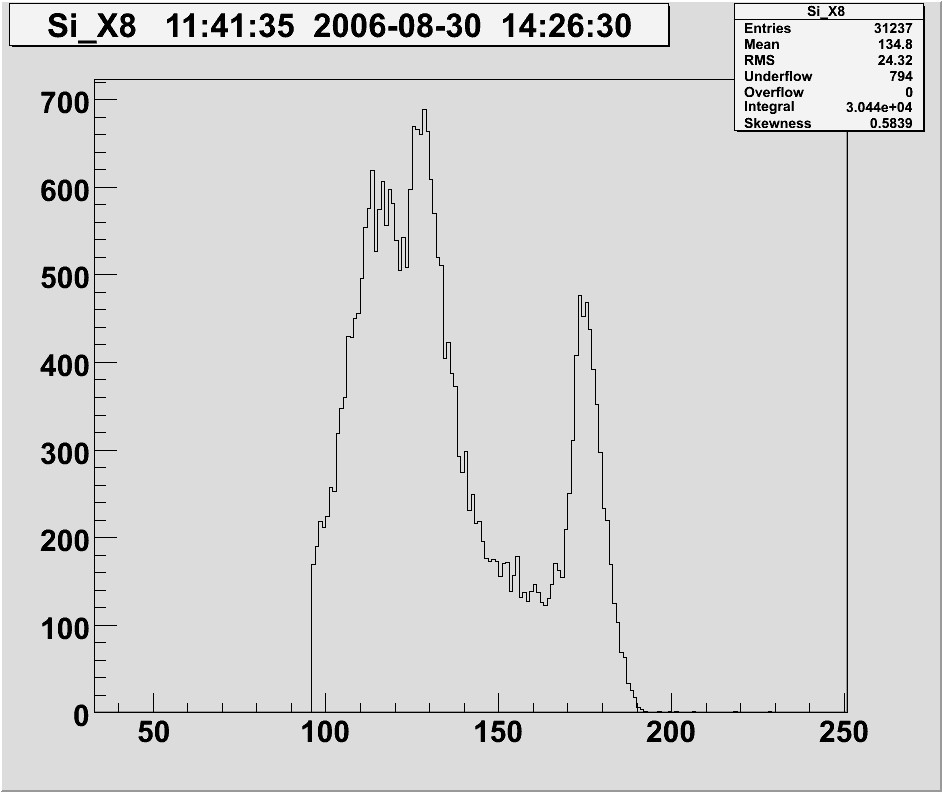 Si_X8 11:41:35 2006-08-30 14:26:30
Si_X8
Entries 31237
Mean 134.8
RMS 24.32
Underflow 794
Overflow 0
Integral 3.044e+04
Skewness 0.5839
700
600
500
400
300
200
100
0
50 100 150 200 250